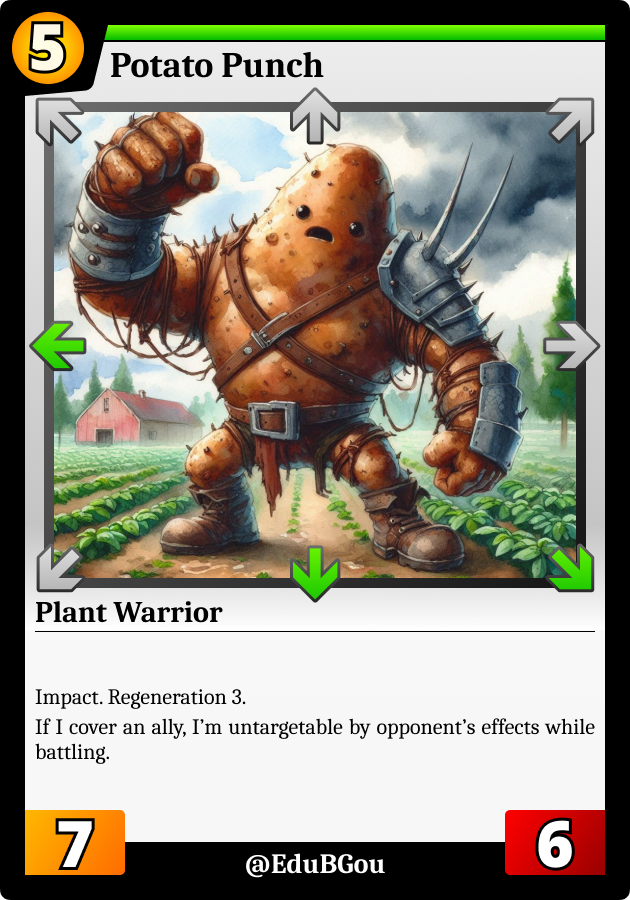 5
Potato Punch
Plant Warrior
Impact. Regeneration 3.
If I cover an ally, I’m untargetable by opponent’s effects while
battling.
7
@EduBGou
6